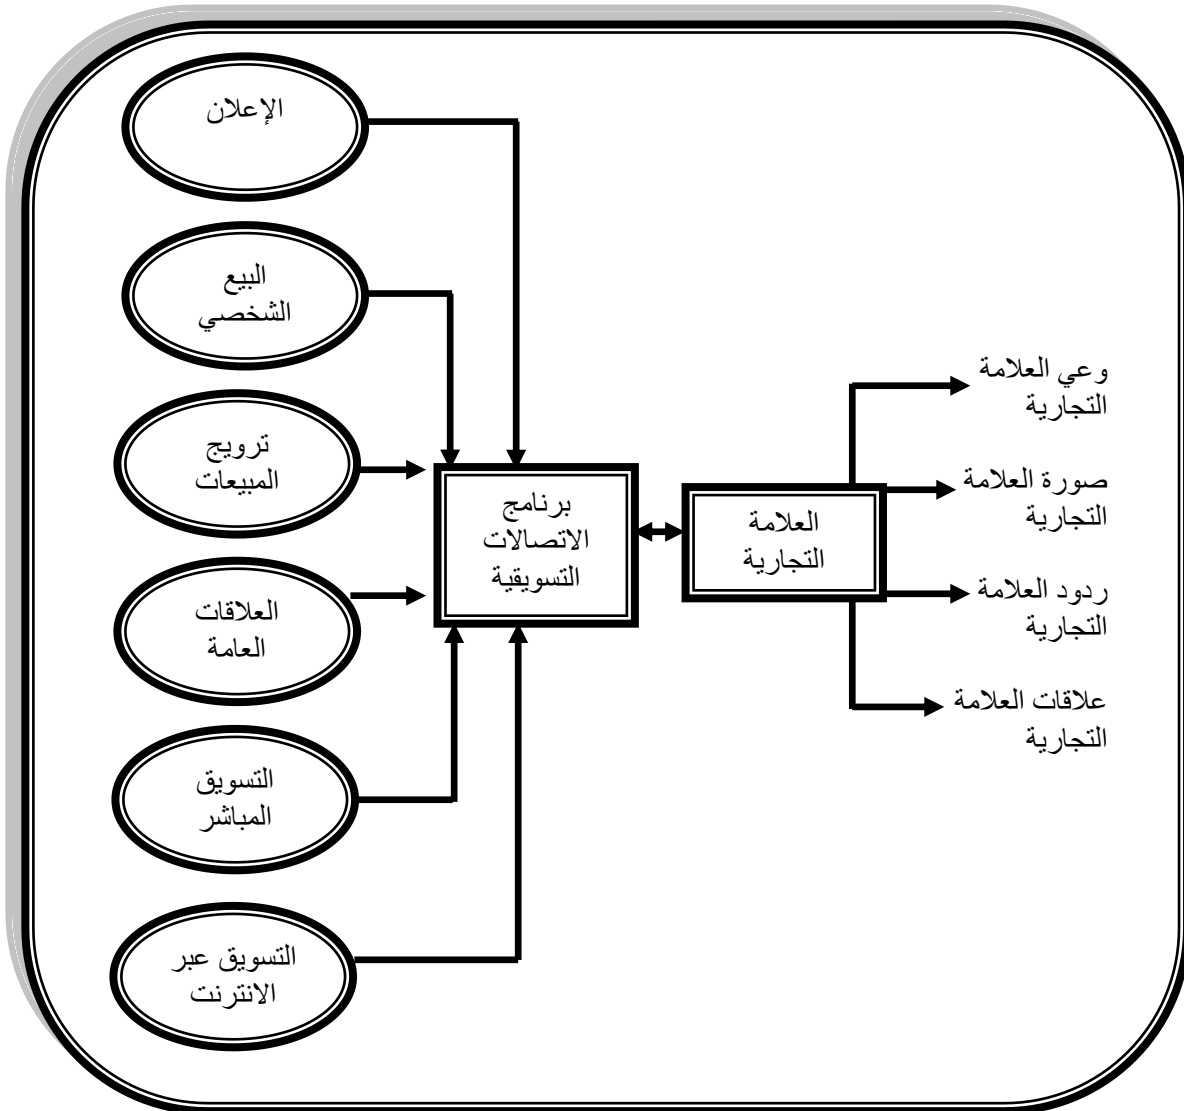 الإعلان
البيع
الشخصي
ترويج
المبيعات
العلاقات
العامة
التسويق
المباشر
التسويق عبر
الانترنت
برنامج
الاتصالات
التسويقية
العلامة
التجارية
وعي العلامة
التجارية
صورة العلامة
التجارية
ردود العلامة
التجارية
علاقات العلامة
التجارية